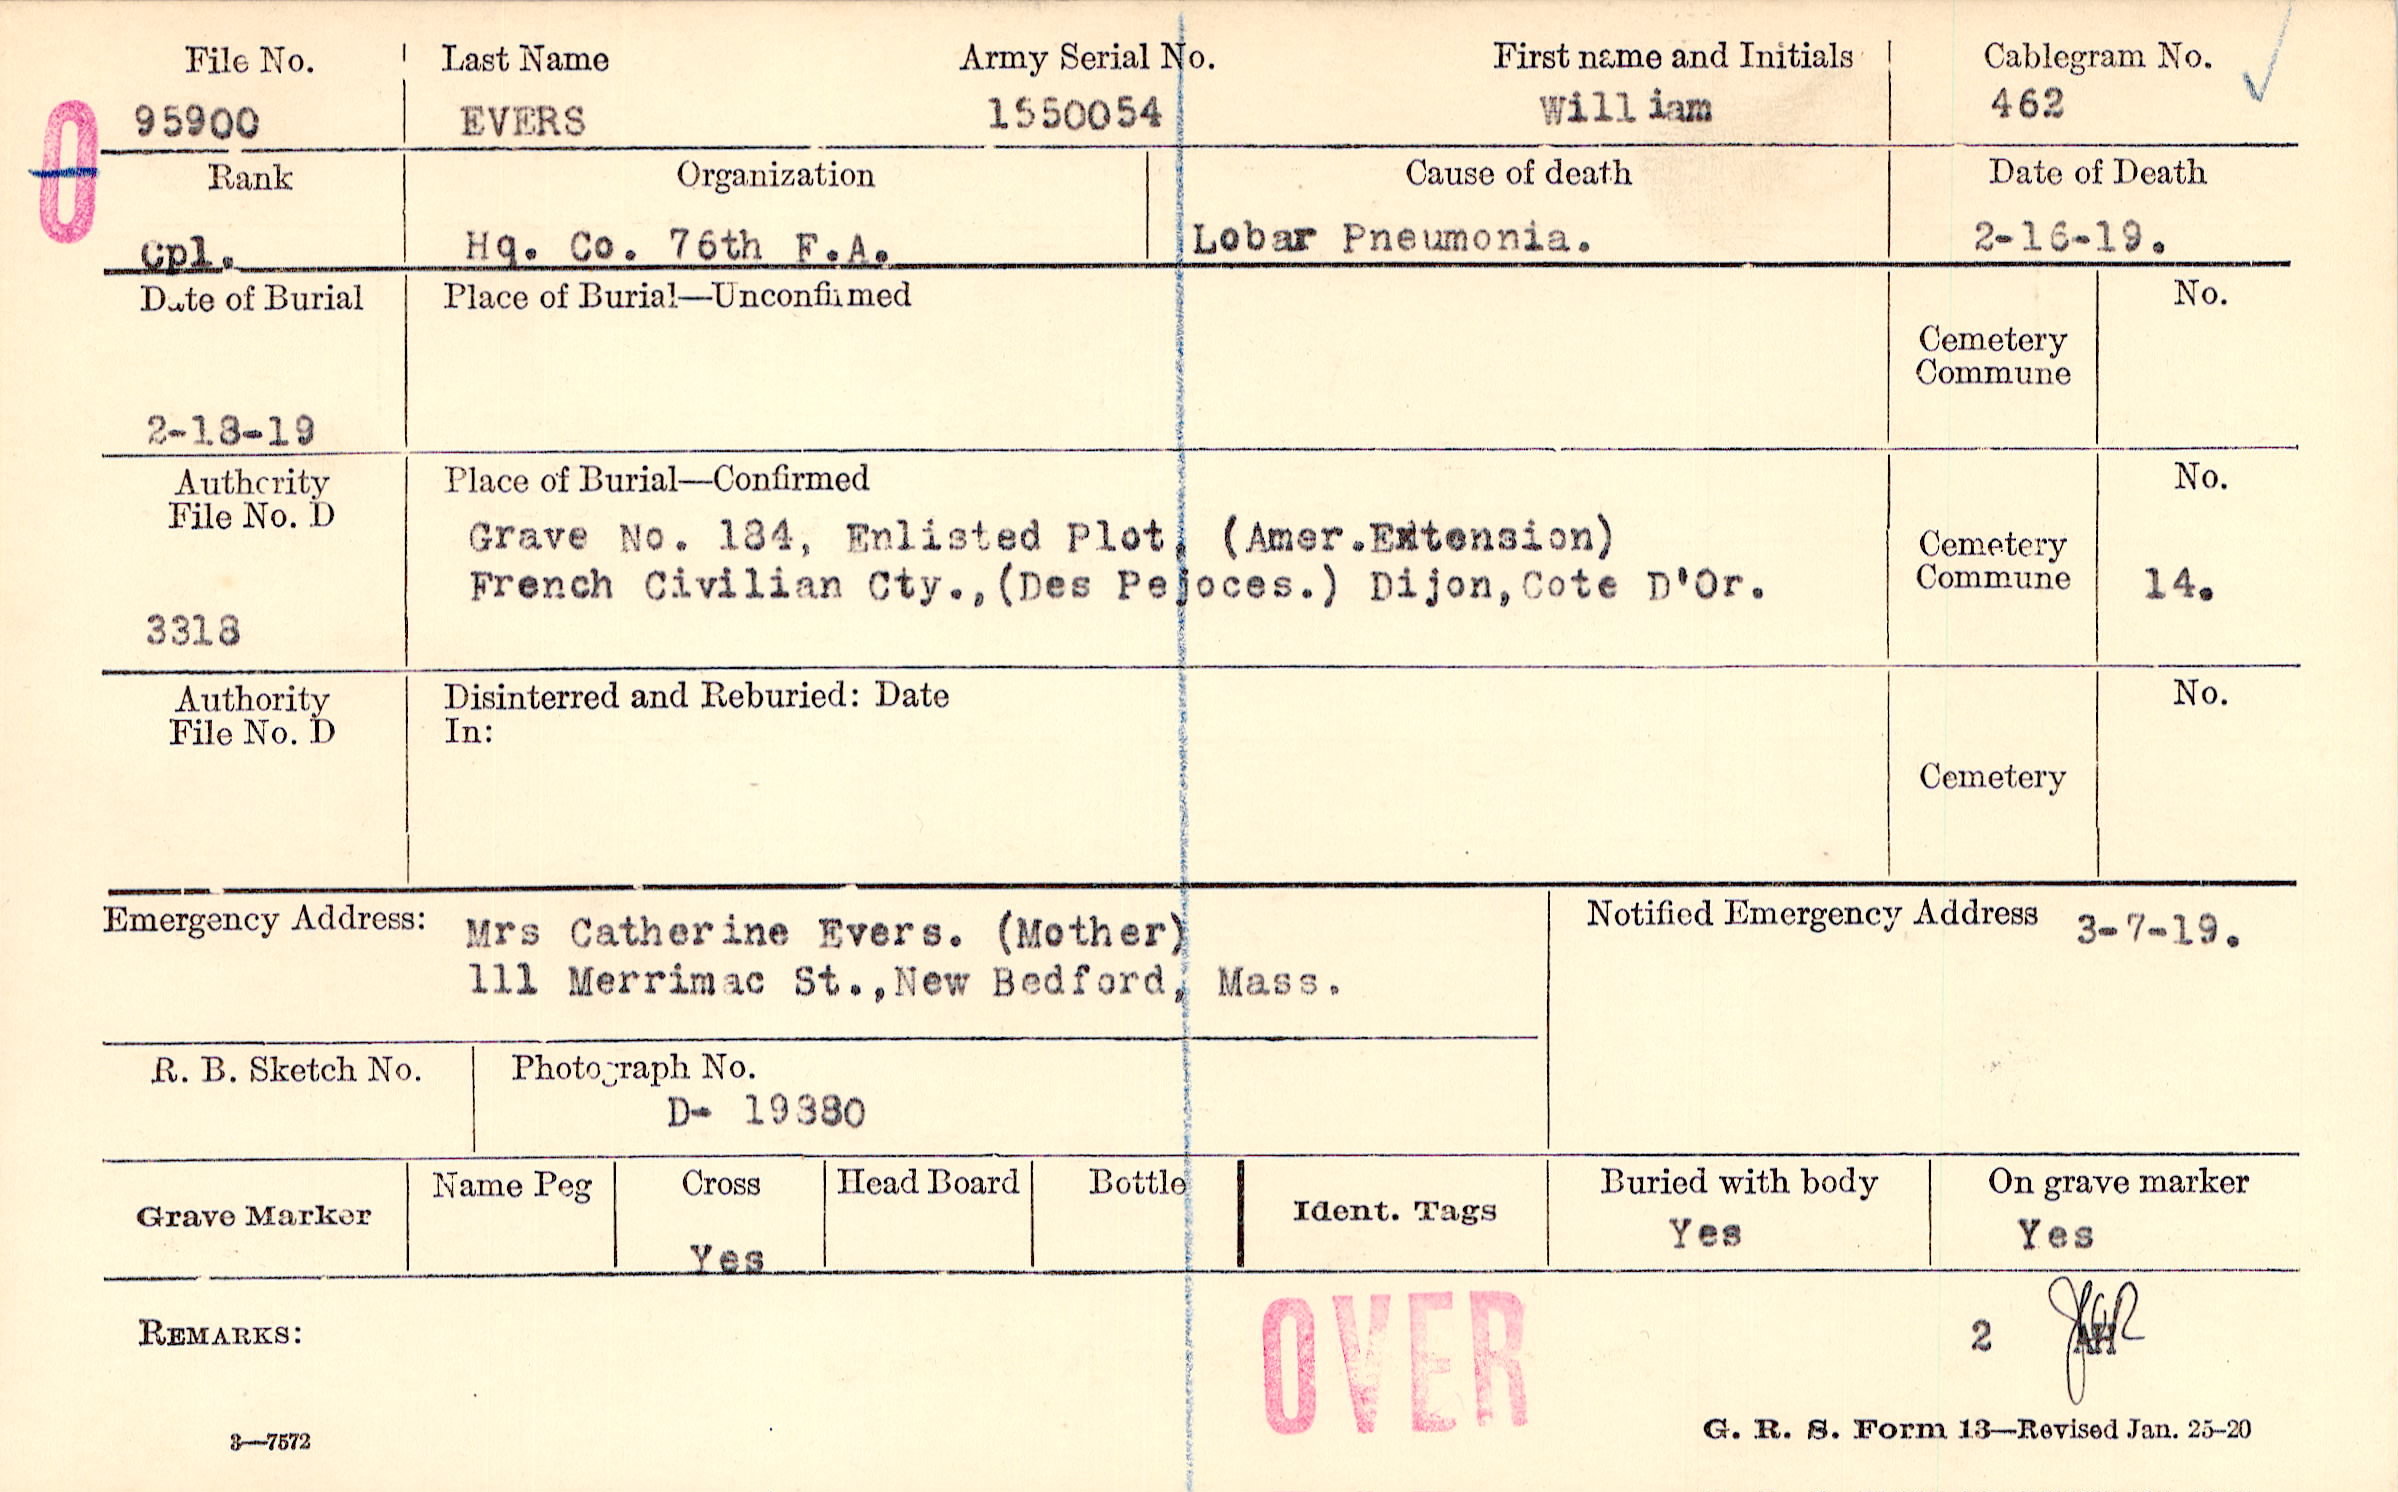 File No. Last Name Army Serial No. First name and Initials Cablegram No.
O 95900 EVERS 1550054 William 462
Rank Organization Cause of death Date of Death
Cpl. Hq. Co. 76th F.A. Lobar Pneumonia. 2-16-19.
Date of Burial Place of Burial—Unconfirmed No.
Cemetery
Commune
2-18-19
Authority Place of Burial—Confirmed No.
File No. D
Grave No. 184, Enlisted Plot, (Amer.Extension) Cemetery
French Civilian Cty.,(Des Pejoces.) Dijon,Cote D'Or. Commune 14.
3318
Authority Disinterred and Reburied: Date No.
File No. D In:
Cemetery
Emergency Address: Mrs Catherine Evers. (Mother) Notified Emergency Address 3-7-19.
111 Merrimac St.,New Bedford, Mass.
R. B. Sketch No. Photograph No.
D- 19880
Name Peg Cross Head Board Bottle Buried with body On grave marker
Grave Marker Ident. Tags
Yes Yes Yes
REMARKS: OVER 2
3—7572 G. R. S. Form 13—Revised Jan. 25–20